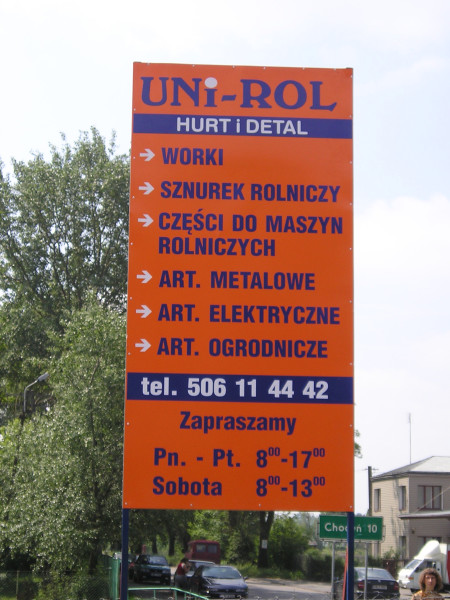 UNi-ROL
HURT i DETAL
WORKI
SZNUREK ROLNICZY
CZĘŚCI DO MASZYN
ROLNICZYCH
ART. METALOWE
ART. ELEKTRYCZNE
ART. OGRODNICZE
tel. 506 11 44 42
Zapraszamy
Pn. - Pt. 8⁰⁰-17⁰⁰
Sobota 8⁰⁰-13⁰⁰
Choceń 10